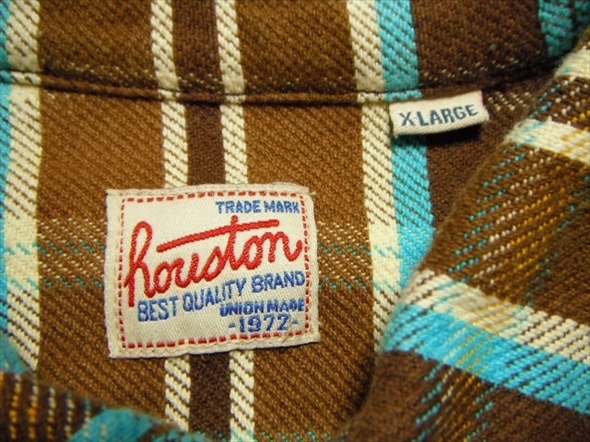 X-LARGE
TRADE MARK
houston
BEST QUALITY BRAND
UNION MADE
-1972-